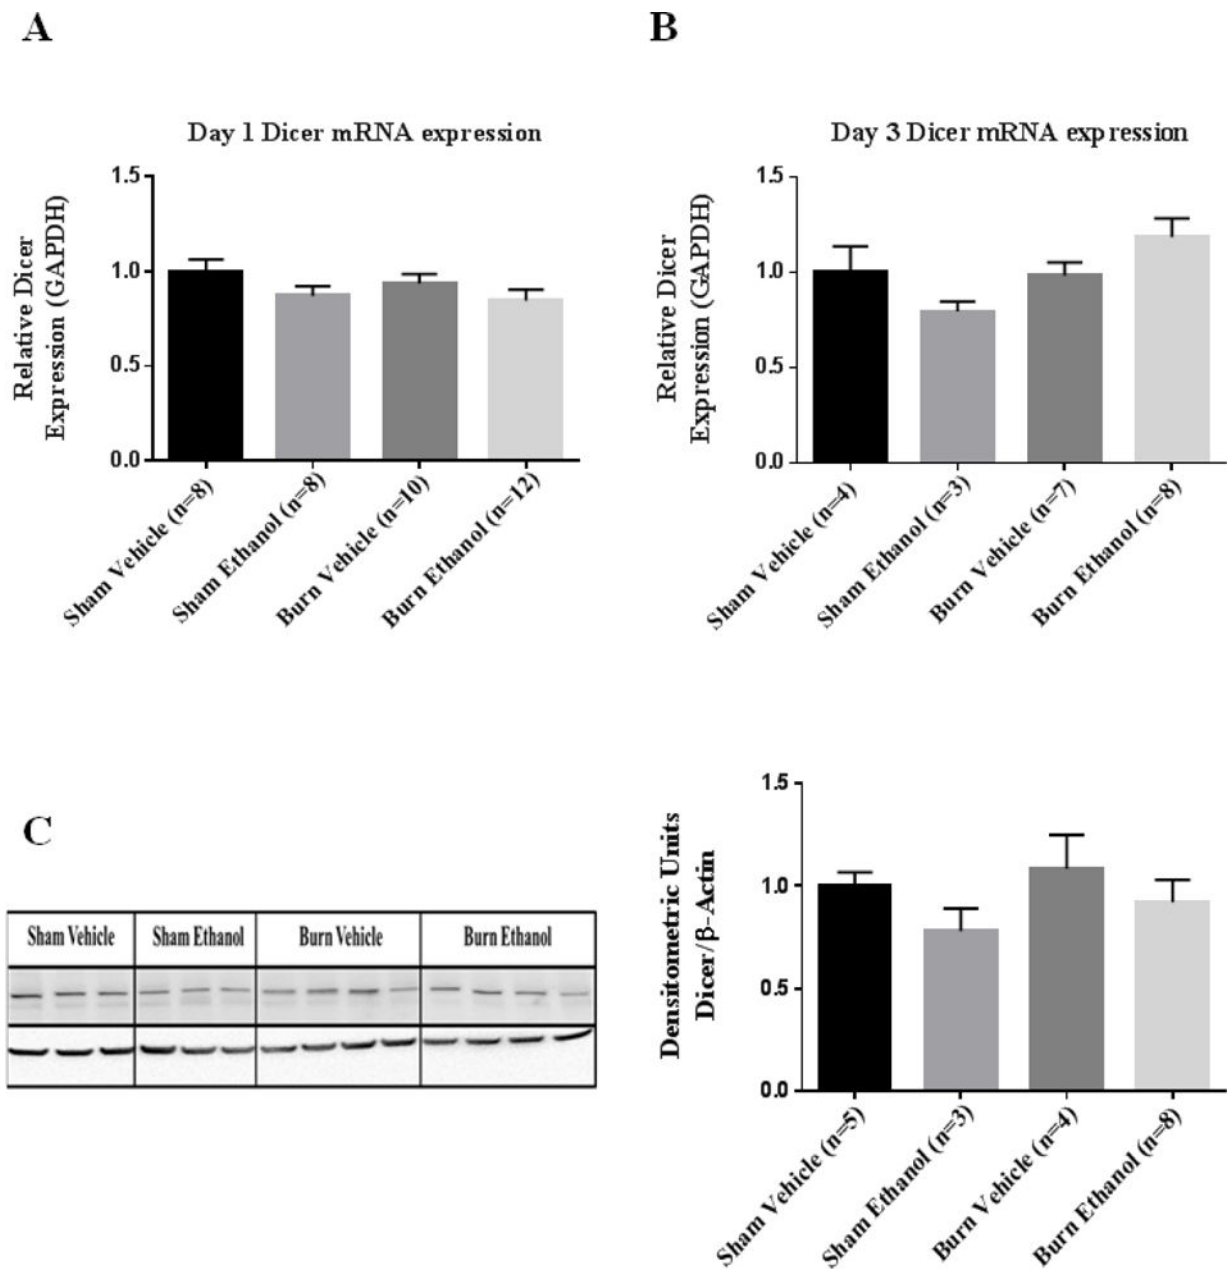 A
Day 1 Dicer mRNA expression
Relative Dicer
Expression (GAPDH)
1.5
1.0
0.5
0.0
Sham Vehicle (n=8)
Sham Ethanol (n=8)
Burn Vehicle (n=10)
Burn Ethanol (n=12)
B
Day 3 Dicer mRNA expression
Relative Dicer
Expression (GAPDH)
1.5
1.0
0.5
0.0
Sham Vehicle (n=4)
Sham Ethanol (n=3)
Burn Vehicle (n=7)
Burn Ethanol (n=8)
C
Sham Vehicle
Sham Ethanol
Burn Vehicle
Burn Ethanol
Densitometric Units
Dicer/β-Actin
1.5
1.0
0.5
0.0
Sham Vehicle (n=5)
Sham Ethanol (n=3)
Burn Vehicle (n=4)
Burn Ethanol (n=8)